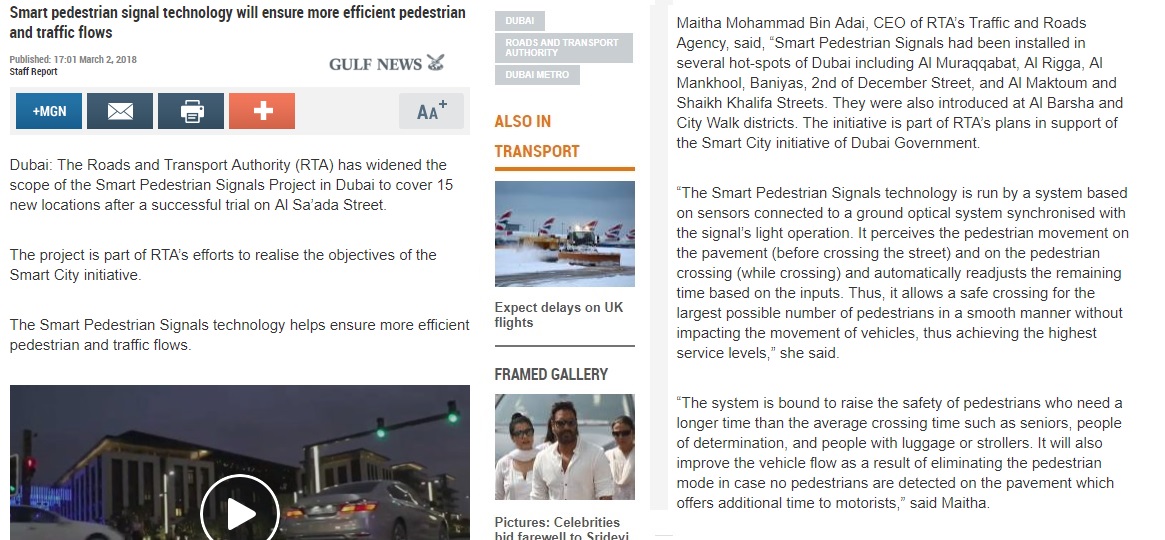 Smart pedestrian signal technology will ensure more efficient pedestrian
and traffic flows
Published: 17:01 March 2, 2018
Staff Report
GULF NEWS
+MGN
AA+
Dubai: The Roads and Transport Authority (RTA) has widened the
scope of the Smart Pedestrian Signals Project in Dubai to cover 15
new locations after a successful trial on Al Sa’ada Street.
The project is part of RTA’s efforts to realise the objectives of the
Smart City initiative.
The Smart Pedestrian Signals technology helps ensure more efficient
pedestrian and traffic flows.
DUBAI
ROADS AND TRANSPORT
AUTHORITY
DUBAI METRO
ALSO IN
TRANSPORT
Expect delays on UK
flights
FRAMED GALLERY
Pictures: Celebrities
bid farewell to Sridevi
Maitha Mohammad Bin Adai, CEO of RTA’s Traffic and Roads
Agency, said, “Smart Pedestrian Signals had been installed in
several hot-spots of Dubai including Al Muraqqabat, Al Rigga, Al
Mankhool, Baniyas, 2nd of December Street, and Al Maktoum and
Shaikh Khalifa Streets. They were also introduced at Al Barsha and
City Walk districts. The initiative is part of RTA’s plans in support of
the Smart City initiative of Dubai Government.
“The Smart Pedestrian Signals technology is run by a system based
on sensors connected to a ground optical system synchronised with
the signal’s light operation. It perceives the pedestrian movement on
the pavement (before crossing the street) and on the pedestrian
crossing (while crossing) and automatically readjusts the remaining
time based on the inputs. Thus, it allows a safe crossing for the
largest possible number of pedestrians in a smooth manner without
impacting the movement of vehicles, thus achieving the highest
service levels,” she said.
“The system is bound to raise the safety of pedestrians who need a
longer time than the average crossing time such as seniors, people
of determination, and people with luggage or strollers. It will also
improve the vehicle flow as a result of eliminating the pedestrian
mode in case no pedestrians are detected on the pavement which
offers additional time to motorists,” said Maitha.